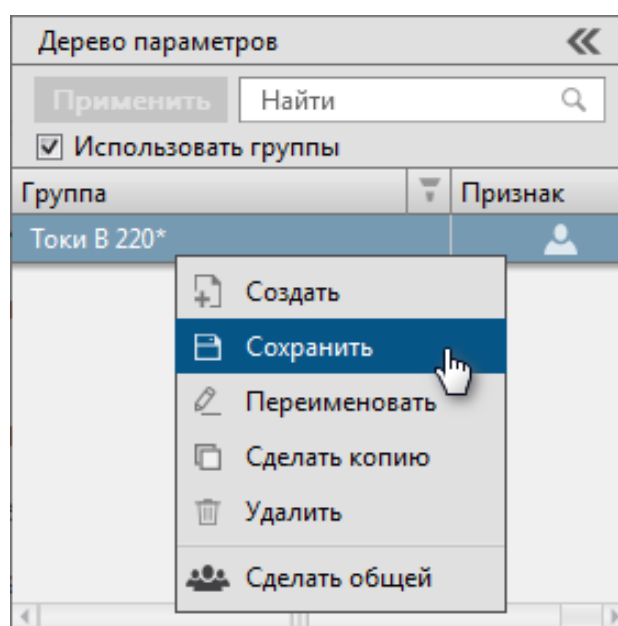 Дерево параметров
Применить Найти
Использовать группы
Группа Признак
Токи В 220*
Создать
Сохранить
Переименовать
Сделать копию
Удалить
Сделать общей